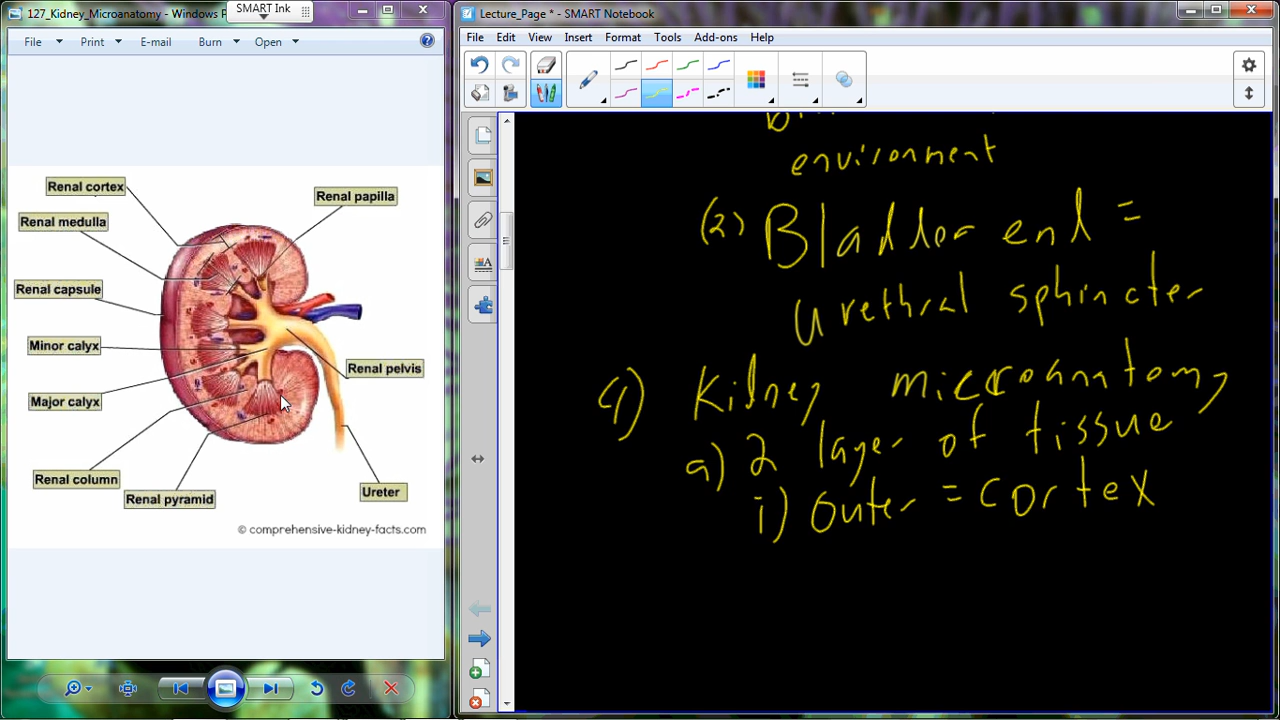 127_Kidney_Microanatomy - Windows P
SMART Ink
File Print E-mail Burn Open
Renal cortex
Renal papilla
Renal medulla
Renal capsule
Minor calyx
Renal pelvis
Major calyx
Renal column
Renal pyramid
Ureter
© comprehensive-kidney-facts.com
Lecture_Page * - SMART Notebook
File Edit View Insert Format Tools Add-ons Help
environment
(2) Bladder end =
urethral sphincter
4) Kidney microanatomy
a) 2 layer of tissue
i) Outer = cortex